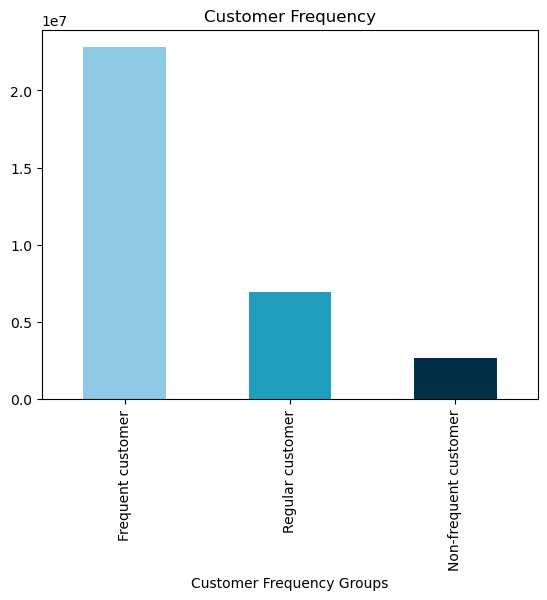 Customer Frequency
1e7
2.0
1.5
1.0
0.5
0.0
Frequent customer
Regular customer
Non-frequent customer
Customer Frequency Groups